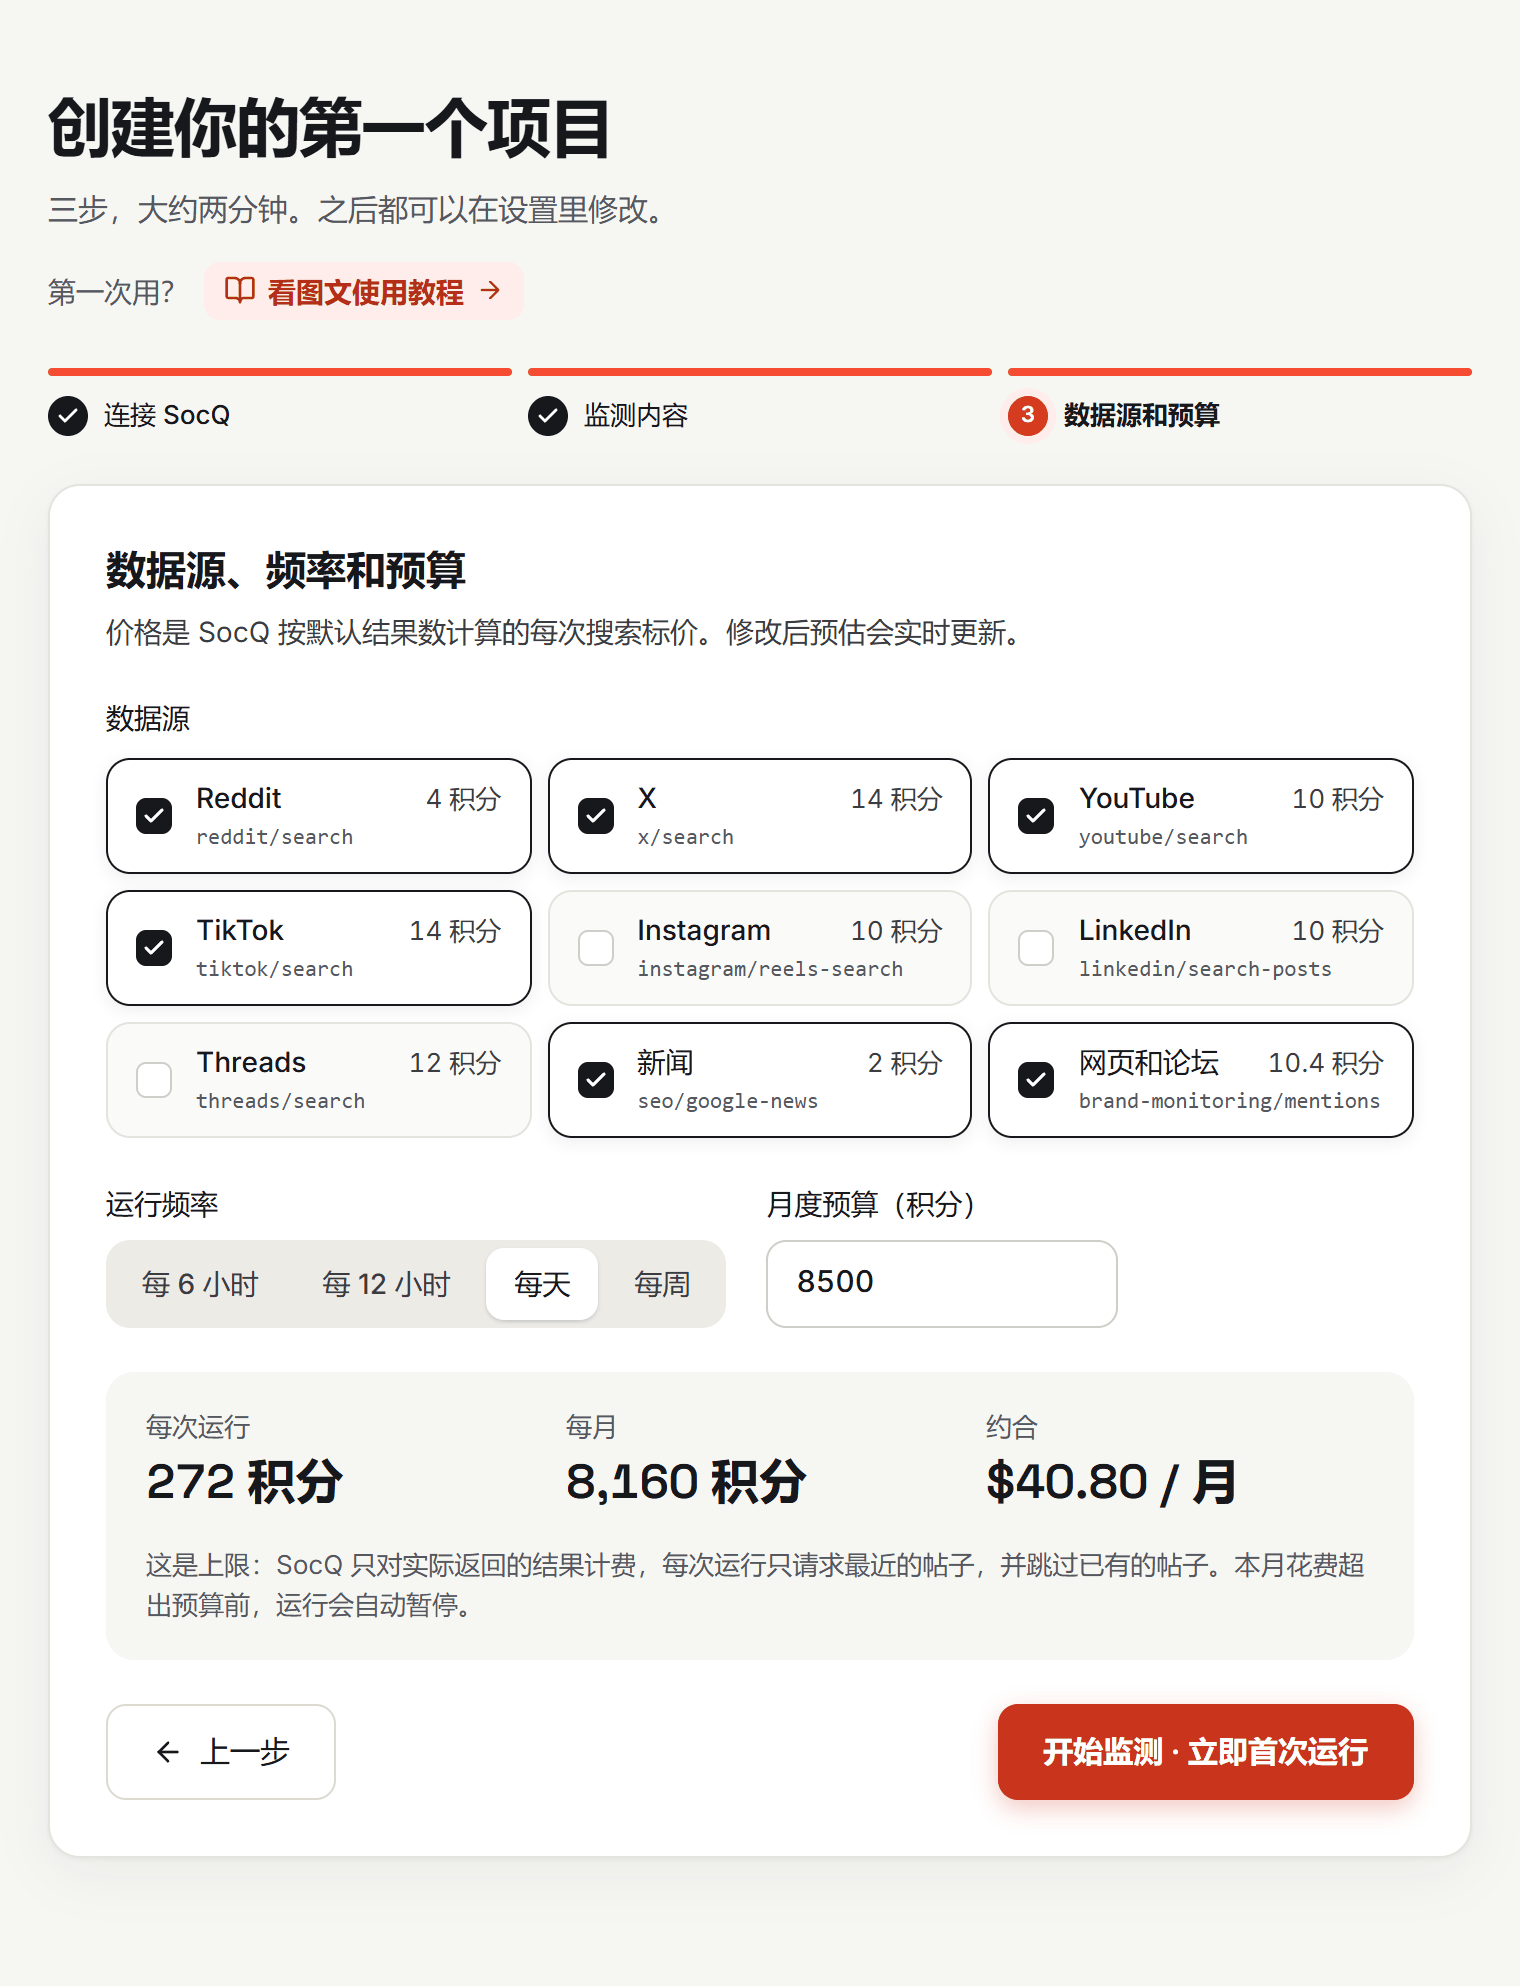 创建你的第一个项目
三步，大约两分钟。之后都可以在设置里修改。
第一次用？ 看图文使用教程 →
连接 SocQ
监测内容
3 数据源和预算
数据源、频率和预算
价格是 SocQ 按默认结果数计算的每次搜索标价。修改后预估会实时更新。
数据源
Reddit 4 积分
reddit/search
X 14 积分
x/search
YouTube 10 积分
youtube/search
TikTok 14 积分
tiktok/search
Instagram 10 积分
instagram/reels-search
LinkedIn 10 积分
linkedin/search-posts
Threads 12 积分
threads/search
新闻 2 积分
seo/google-news
网页和论坛 10.4 积分
brand-monitoring/mentions
运行频率
每 6 小时 每 12 小时 每天 每周
月度预算（积分）
8500
每次运行
272 积分
每月
8,160 积分
约合
$40.80 / 月
这是上限：SocQ 只对实际返回的结果计费，每次运行只请求最近的帖子，并跳过已有的帖子。本月花费超
出预算前，运行会自动暂停。
← 上一步
开始监测 · 立即首次运行